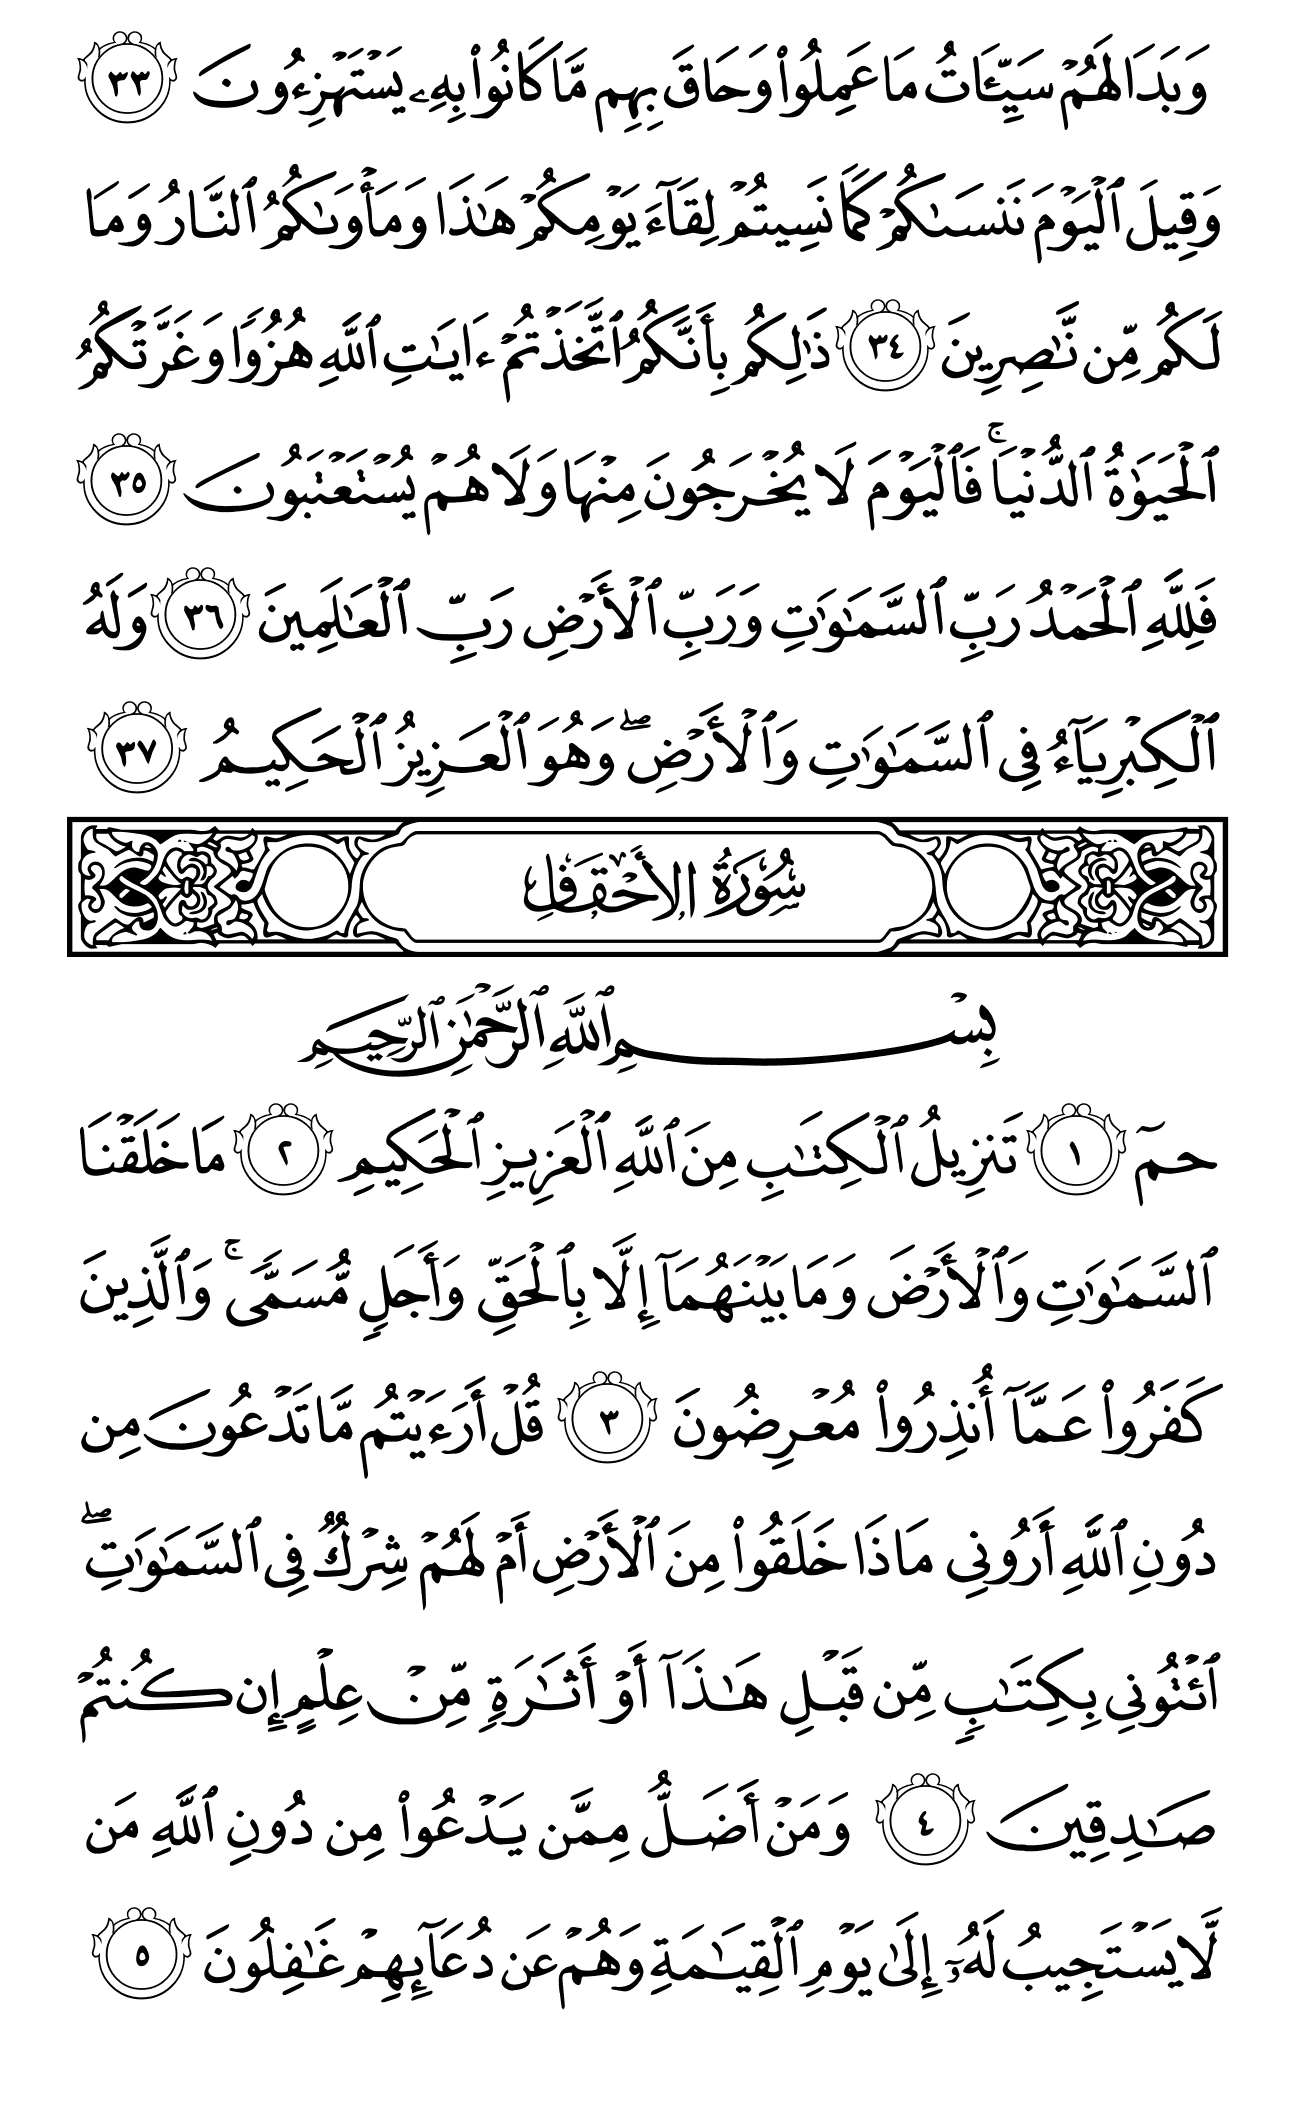 وَبَدَا لَهُمْ سَيِّـَٔاتُ مَا عَمِلُوا۟ وَحَاقَ بِهِم مَّا كَانُوا۟ بِهِۦ يَسْتَهْزِءُونَ ٣٣
وَقِيلَ ٱلْيَوْمَ نَنسَىٰكُمْ كَمَا نَسِيتُمْ لِقَآءَ يَوْمِكُمْ هَـٰذَا وَمَأْوَىٰكُمُ ٱلنَّارُ وَمَا
لَكُم مِّن نَّـٰصِرِينَ ٣٤ ذَٰلِكُم بِأَنَّكُمُ ٱتَّخَذْتُمْ ءَايَـٰتِ ٱللَّهِ هُزُوًا وَغَرَّتْكُمُ
ٱلْحَيَوٰةُ ٱلدُّنْيَا ۚ فَٱلْيَوْمَ لَا يُخْرَجُونَ مِنْهَا وَلَا هُمْ يُسْتَعْتَبُونَ ٣٥
فَلِلَّهِ ٱلْحَمْدُ رَبِّ ٱلسَّمَـٰوَٰتِ وَرَبِّ ٱلْأَرْضِ رَبِّ ٱلْعَـٰلَمِينَ ٣٦ وَلَهُ
ٱلْكِبْرِيَآءُ فِى ٱلسَّمَـٰوَٰتِ وَٱلْأَرْضِ ۖ وَهُوَ ٱلْعَزِيزُ ٱلْحَكِيمُ ٣٧
سُورَةُ الأَحْقَافِ
بِسْمِ ٱللَّهِ ٱلرَّحْمَـٰنِ ٱلرَّحِيمِ
حمٓ ١ تَنزِيلُ ٱلْكِتَـٰبِ مِنَ ٱللَّهِ ٱلْعَزِيزِ ٱلْحَكِيمِ ٢ مَا خَلَقْنَا
ٱلسَّمَـٰوَٰتِ وَٱلْأَرْضَ وَمَا بَيْنَهُمَآ إِلَّا بِٱلْحَقِّ وَأَجَلٍ مُّسَمًّى ۚ وَٱلَّذِينَ
كَفَرُوا۟ عَمَّآ أُنذِرُوا۟ مُعْرِضُونَ ٣ قُلْ أَرَءَيْتُم مَّا تَدْعُونَ مِن
دُونِ ٱللَّهِ أَرُونِى مَاذَا خَلَقُوا۟ مِنَ ٱلْأَرْضِ أَمْ لَهُمْ شِرْكٌ فِى ٱلسَّمَـٰوَٰتِ ۖ
ٱئْتُونِى بِكِتَـٰبٍ مِّن قَبْلِ هَـٰذَآ أَوْ أَثَـٰرَةٍ مِّنْ عِلْمٍ إِن كُنتُمْ
صَـٰدِقِينَ ٤ وَمَنْ أَضَلُّ مِمَّن يَدْعُوا۟ مِن دُونِ ٱللَّهِ مَن
لَّا يَسْتَجِيبُ لَهُۥٓ إِلَىٰ يَوْمِ ٱلْقِيَـٰمَةِ وَهُمْ عَن دُعَآئِهِمْ غَـٰفِلُونَ ٥